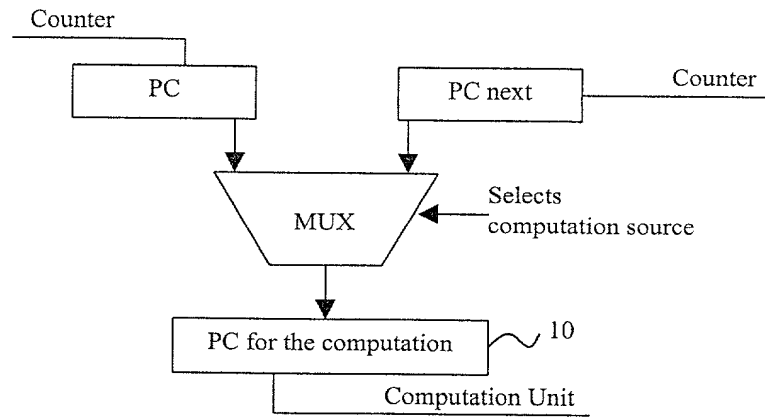 Counter
PC
PC next
Counter
MUX
Selects
computation source
PC for the computation
10
Computation Unit